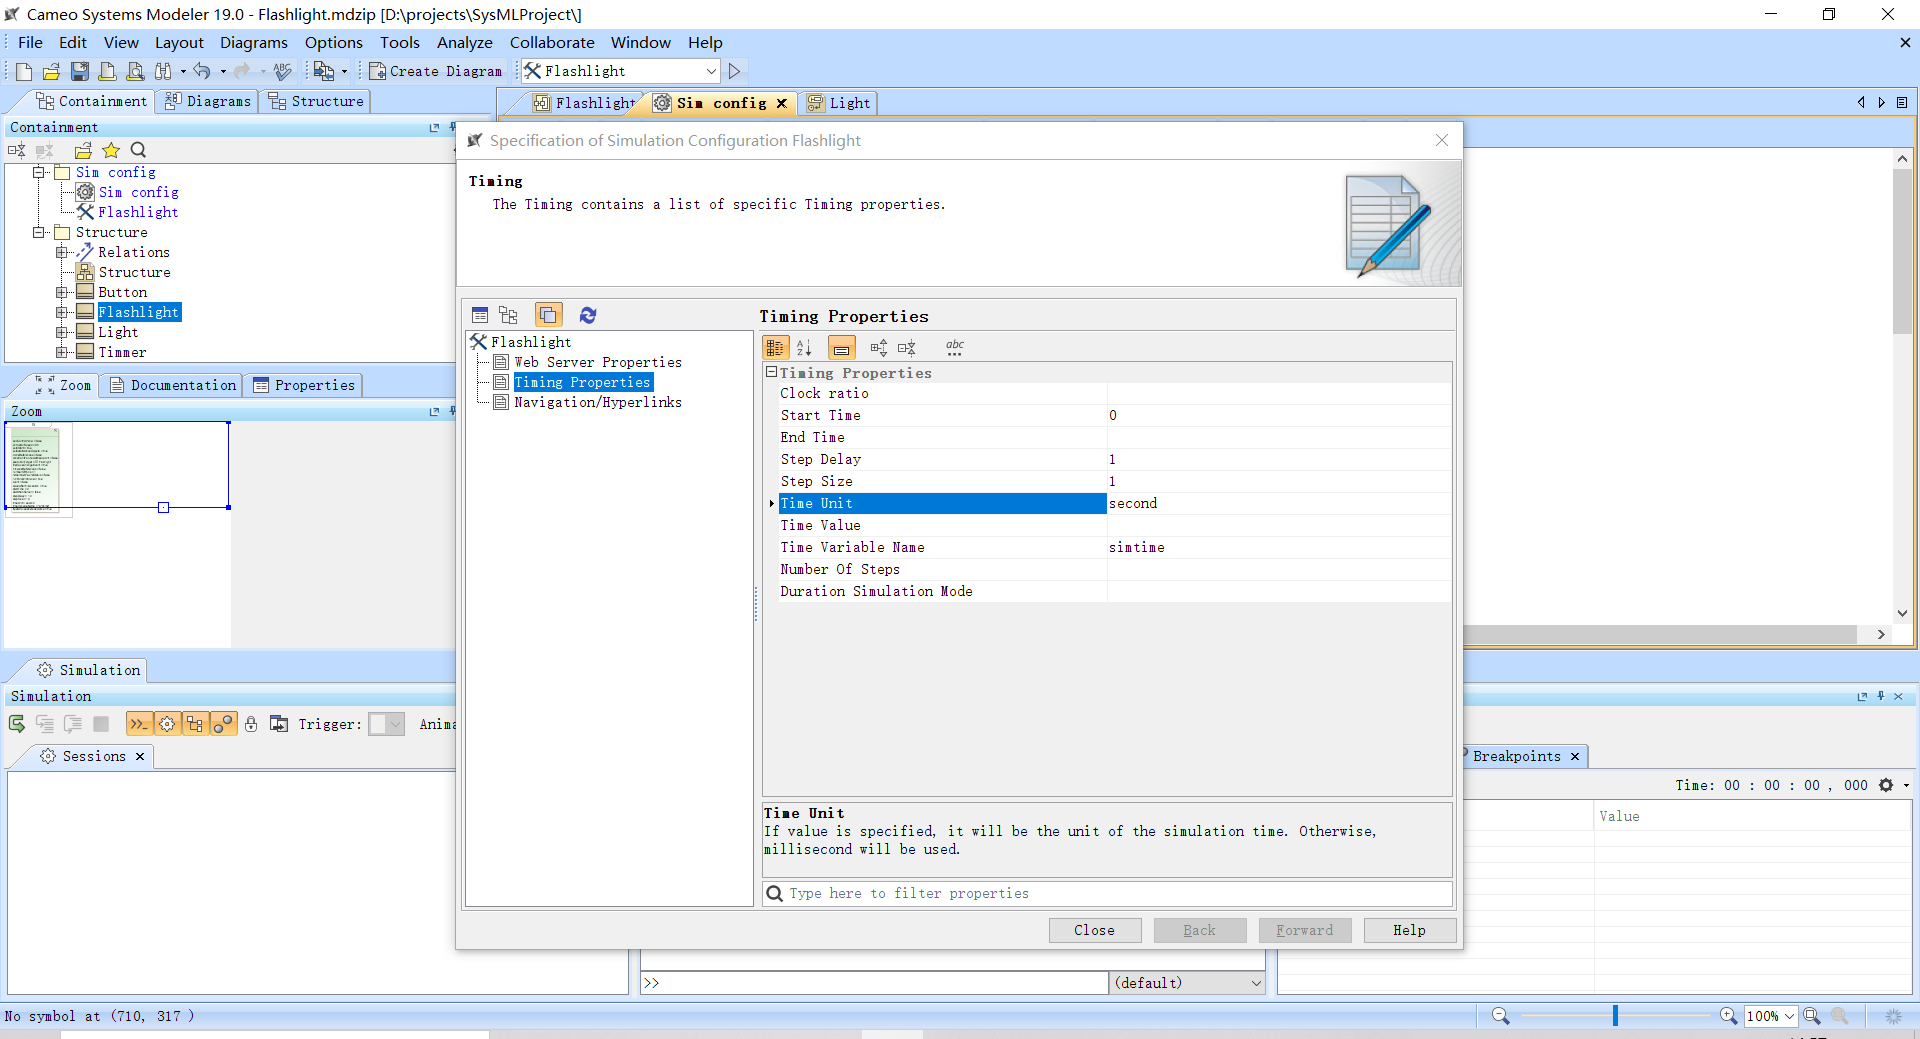 Cameo Systems Modeler 19.0 - Flashlight.mdzip [D:\projects\SysMLProject\]
File Edit View Layout Diagrams Options Tools Analyze Collaborate Window Help
Create Diagram Flashlight
Containment Diagrams Structure
Flashlight Sim config Light
Containment
Sim config
Sim config
Flashlight
Structure
Relations
Structure
Button
Flashlight
Light
Timmer
Zoom Documentation Properties
Zoom
Specification of Simulation Configuration Flashlight
Timing
The Timing contains a list of specific Timing properties.
Flashlight
Web Server Properties
Timing Properties
Navigation/Hyperlinks
Timing Properties
abc
Timing Properties
Clock ratio
Start Time 0
End Time
Step Delay 1
Step Size 1
Time Unit second
Time Value
Time Variable Name simtime
Number Of Steps
Duration Simulation Mode
Time Unit
If value is specified, it will be the unit of the simulation time. Otherwise,
millisecond will be used.
Type here to filter properties
Close Back Forward Help
Simulation
Simulation
Trigger: Anima
Sessions
Breakpoints
Time: 00 : 00 : 00 , 000
Value
>> (default)
No symbol at (710, 317 )
100%